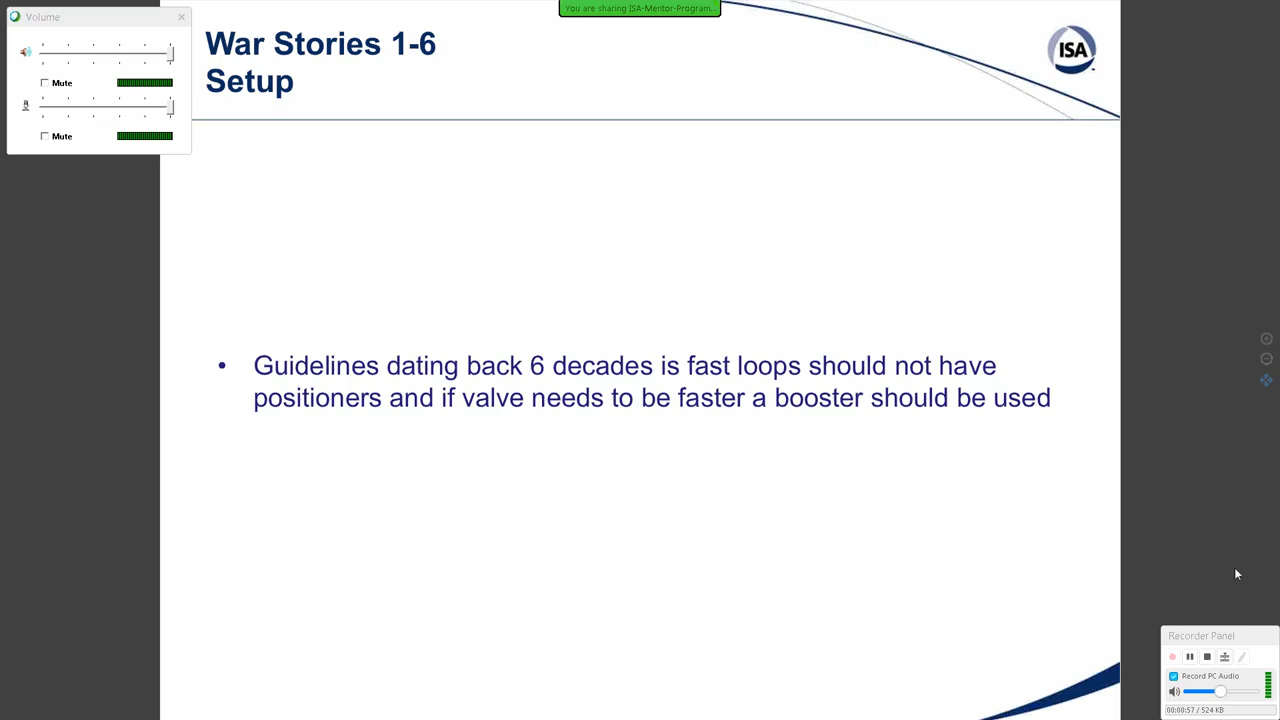 You are sharing ISA-Mentor-Program...
Volume
Mute
Mute
War Stories 1-6
Setup
ISA
• Guidelines dating back 6 decades is fast loops should not have
positioners and if valve needs to be faster a booster should be used
Recorder Panel
Record PC Audio
00:00:57 / 524 KB